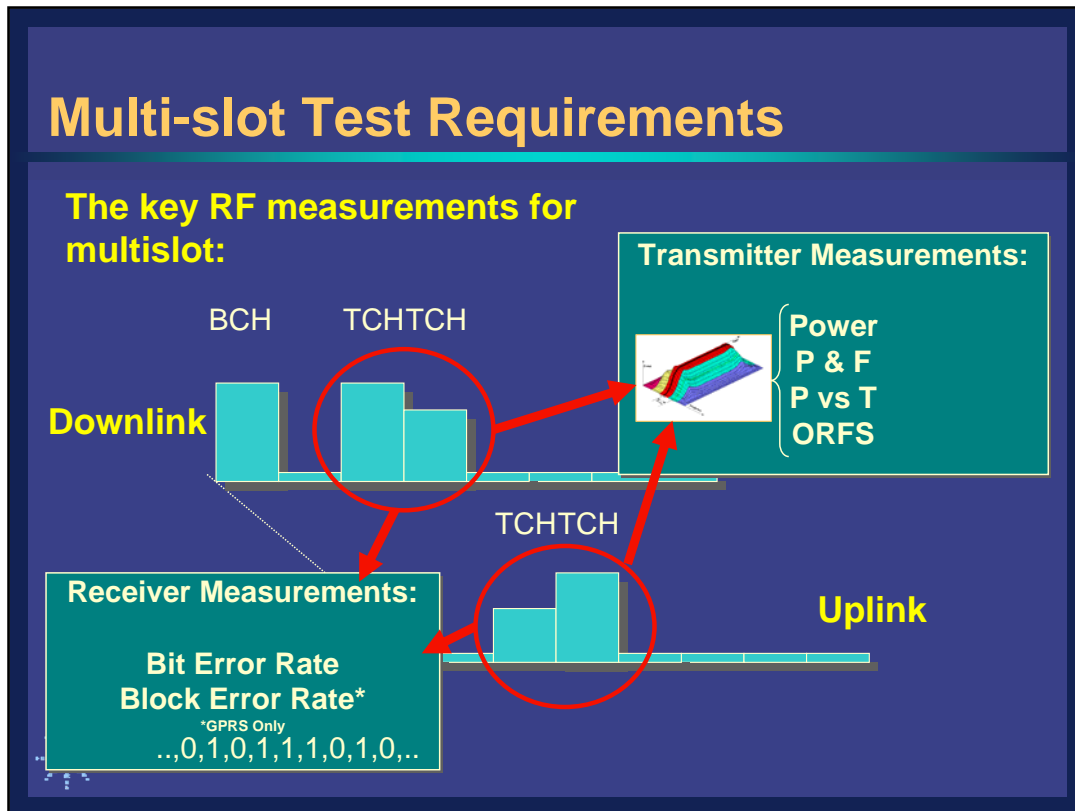 Multi-slot Test Requirements
The key RF measurements for
multislot:
Transmitter Measurements:
Power
P & F
P vs T
ORFS
BCH TCHTCH
Downlink
TCHTCH
Uplink
Receiver Measurements:
Bit Error Rate
Block Error Rate*
*GPRS Only
..,0,1,0,1,1,1,0,1,0,..